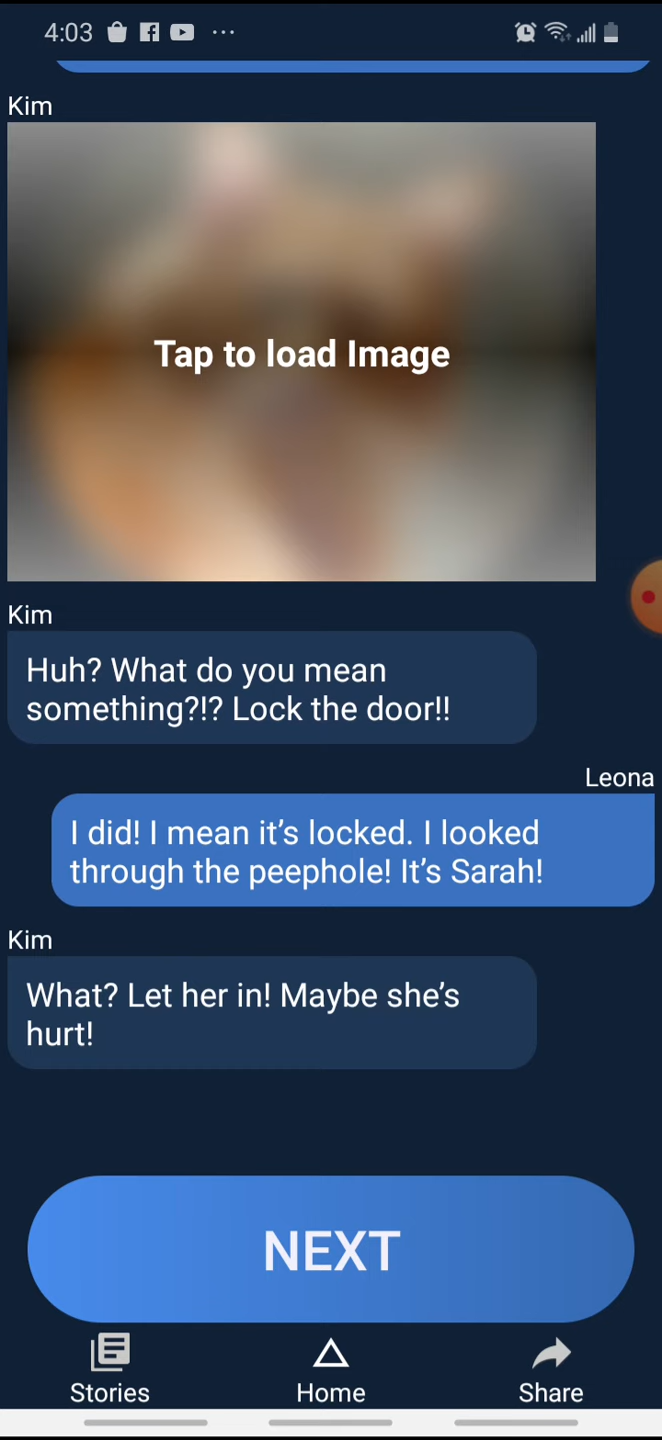 4:03
Kim
Tap to load Image
Kim
Huh? What do you mean
something?!? Lock the door!!
Leona
I did! I mean it’s locked. I looked
through the peephole! It’s Sarah!
Kim
What? Let her in! Maybe she’s
hurt!
NEXT
Stories Home Share